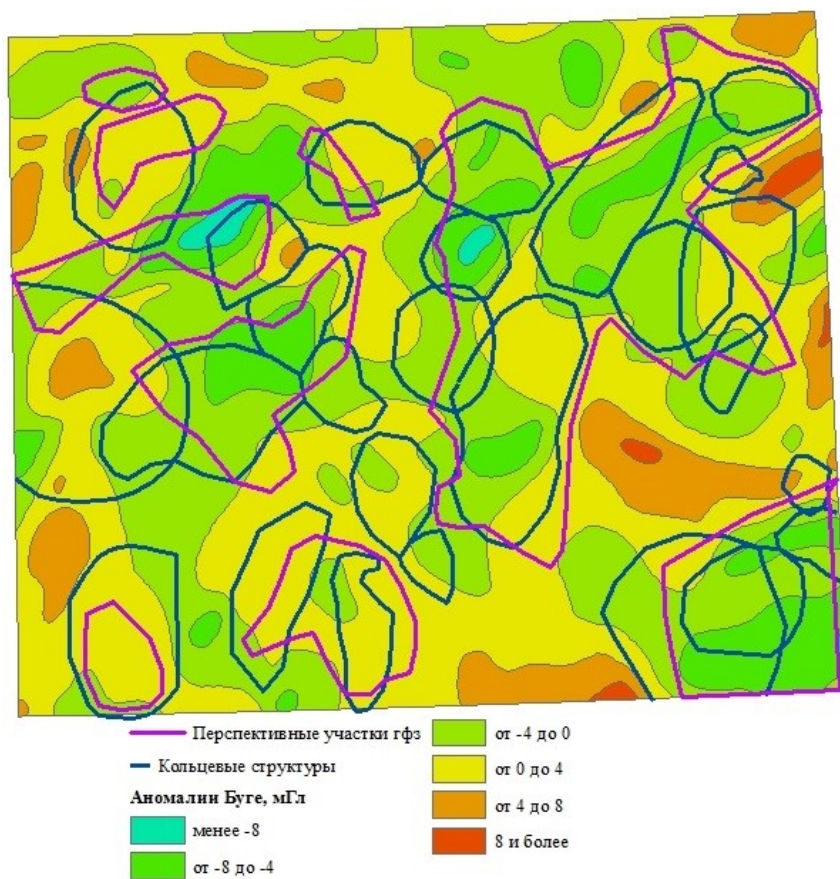 Перспективные участки гфз
Кольцевые структуры
Аномалии Буге, мГл
менее -8
от -8 до -4
от -4 до 0
от 0 до 4
от 4 до 8
8 и более